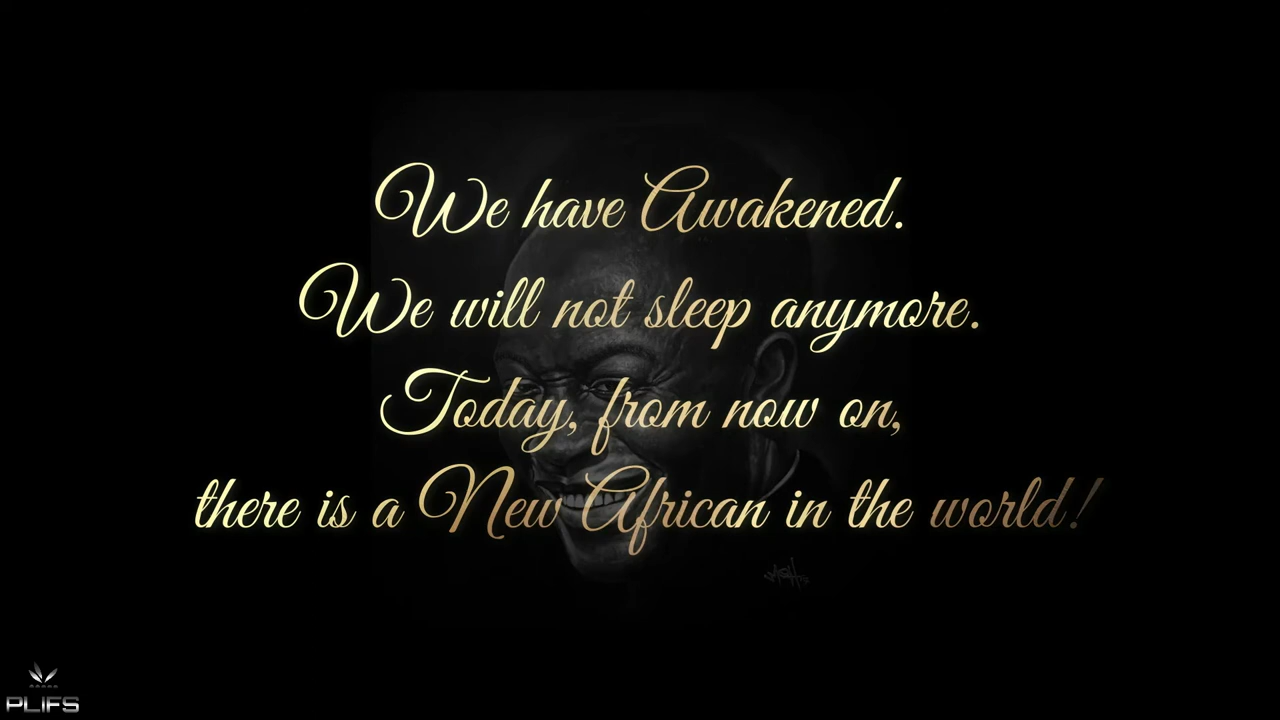 We have Awakened.
We will not sleep anymore.
Today, from now on,
there is a New African in the world!
PLIFS